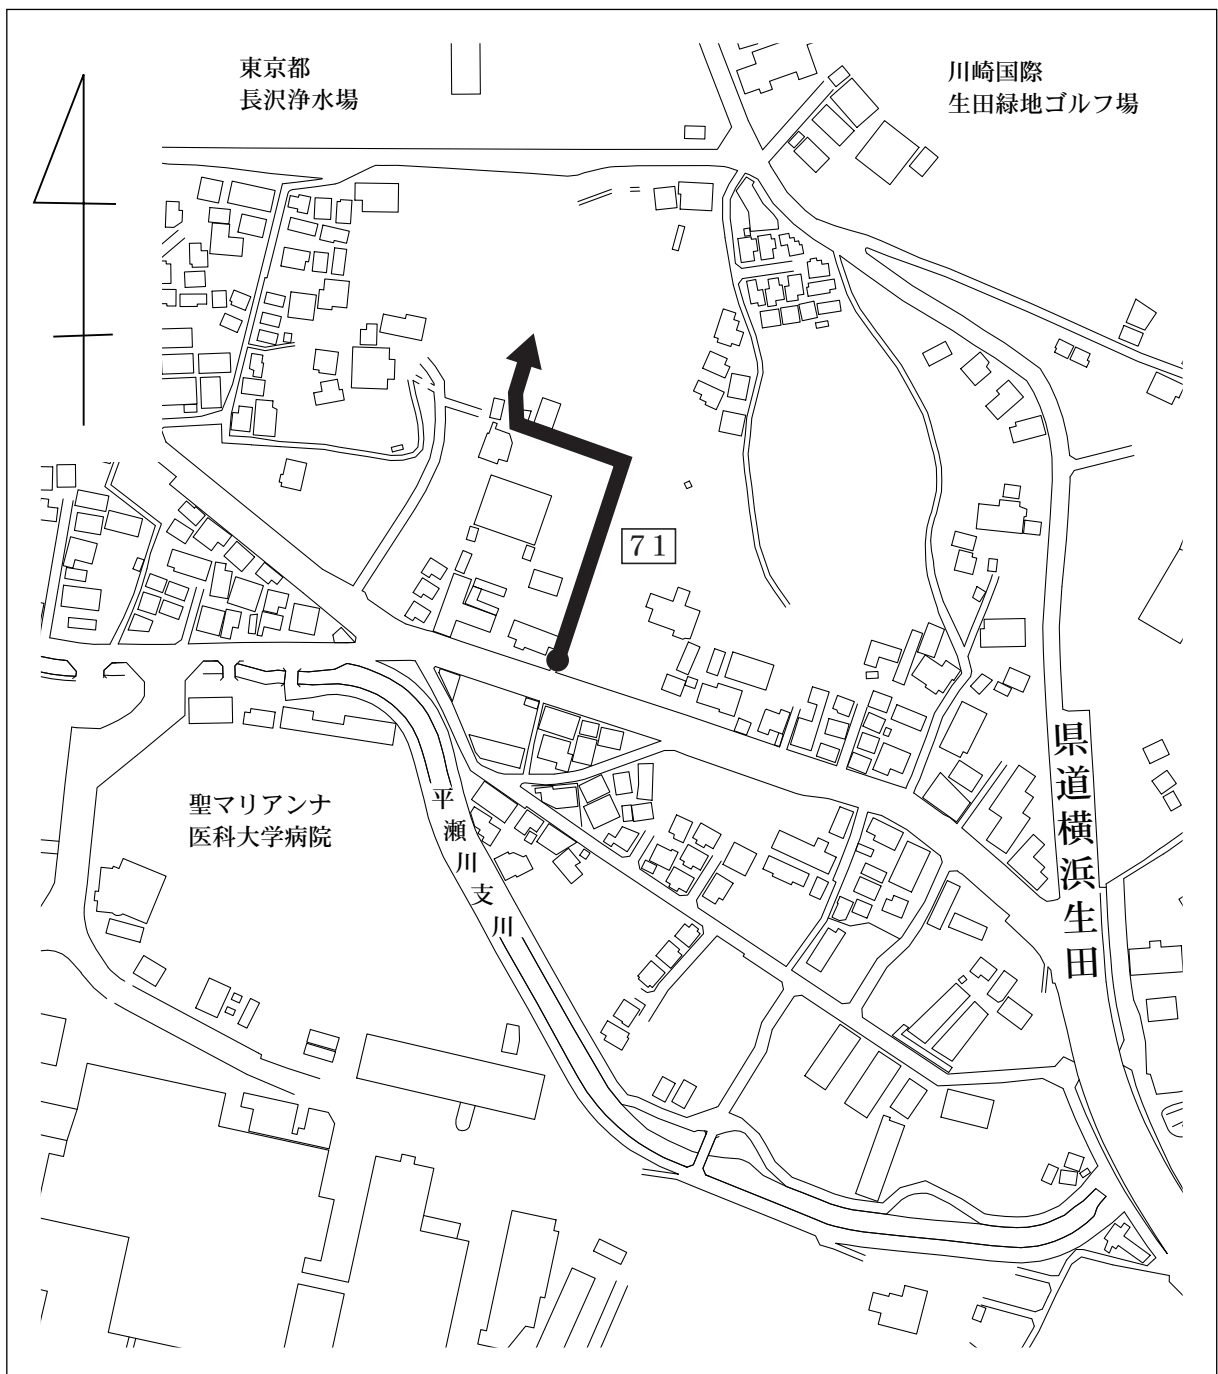 東京都
長沢浄水場
川崎国際
生田緑地ゴルフ場
71
県道横浜生田
聖マリアンナ
医科大学病院
平瀬川支川